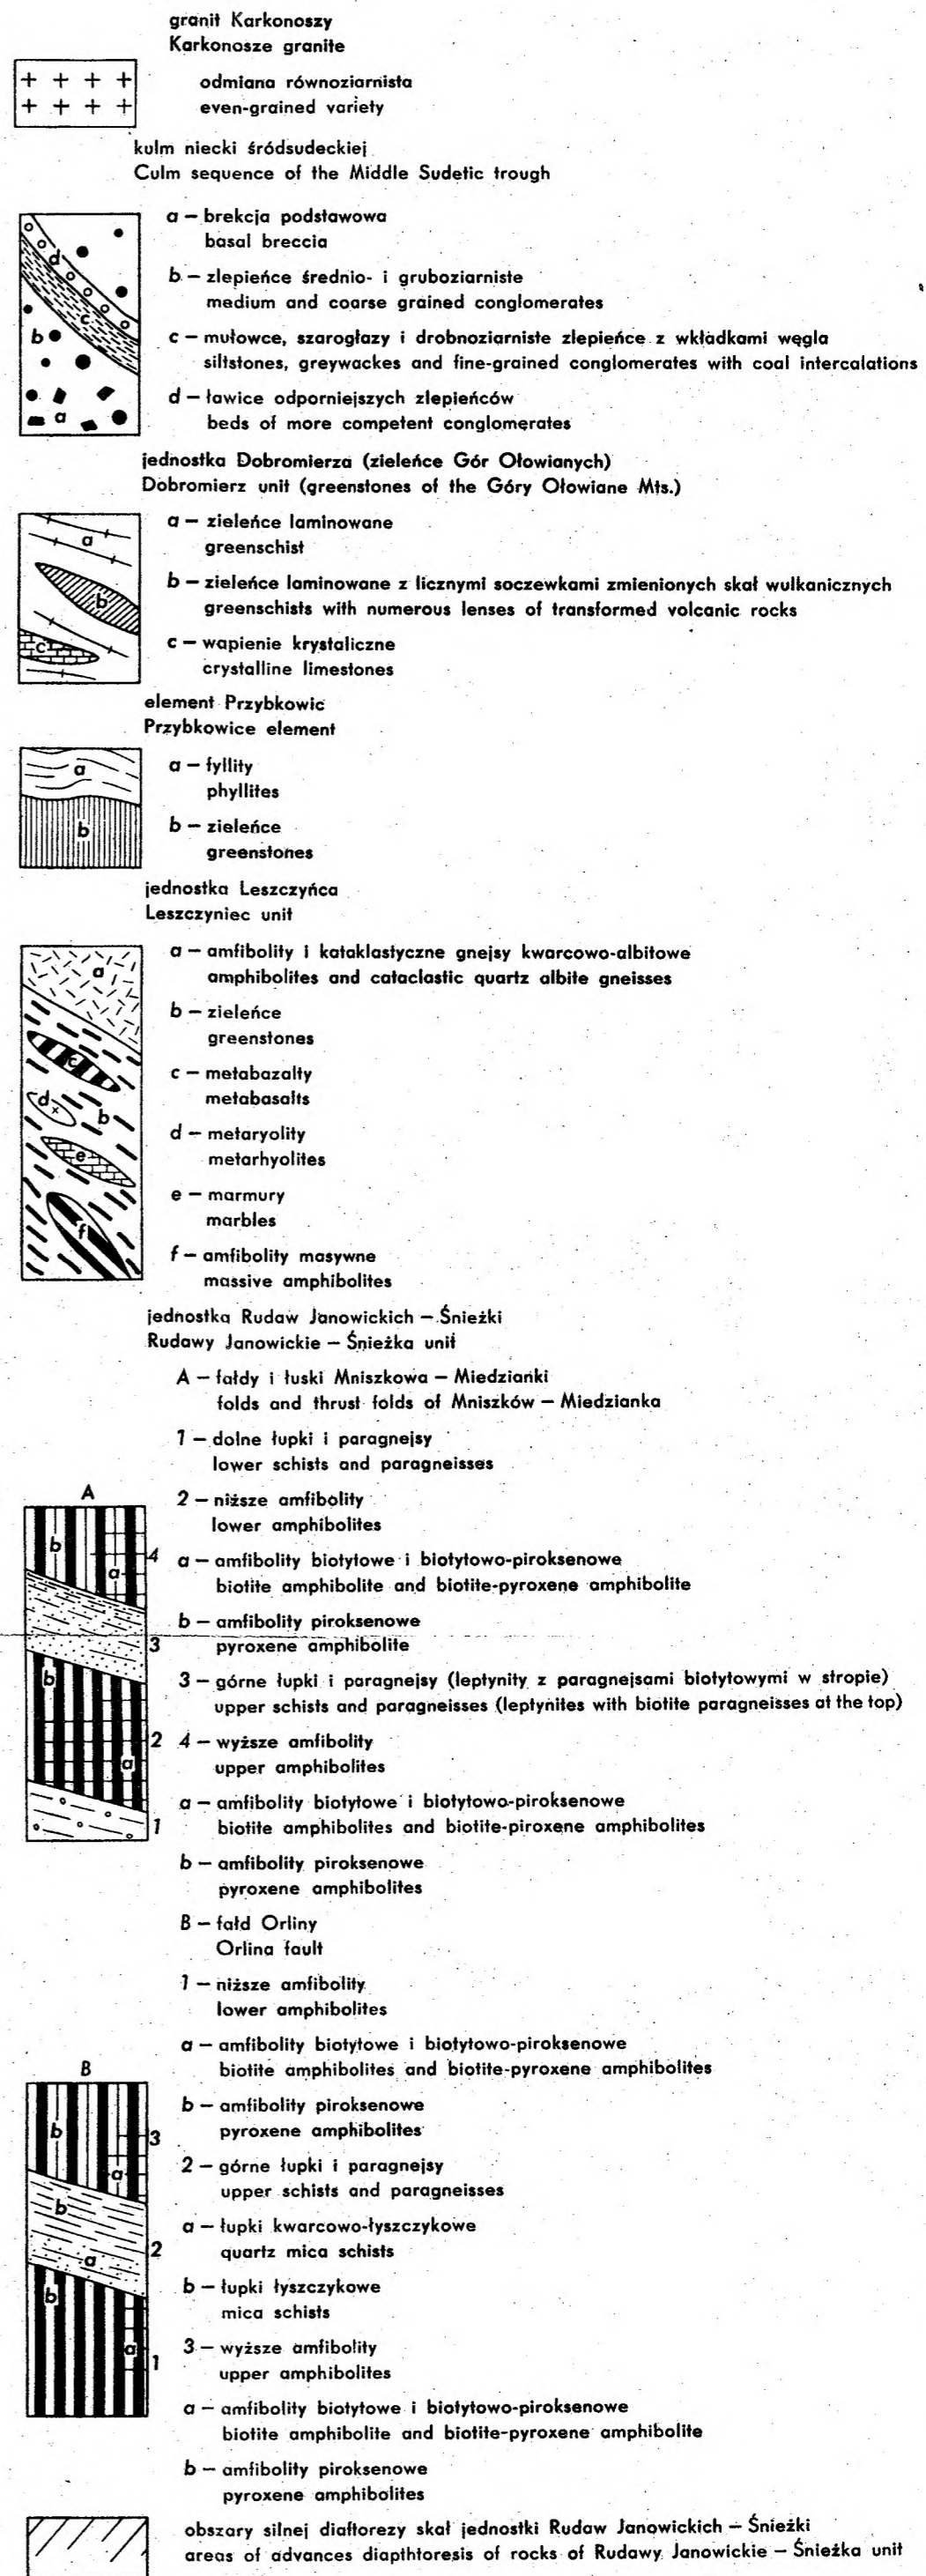 granit Karkonoszy
Karkonosze granite
odmiana równoziarnista
even-grained variety
kulm niecki śródsudeckiej
Culm sequence of the Middle Sudetic trough
d
c
b
a
a – brekcja podstawowa
basal breccia
b – zlepieńce średnio- i gruboziarniste
medium and coarse grained conglomerates
c – mułowce, szarogłazy i drobnoziarniste zlepieńce z wkładkami węgla
siltstones, greywackes and fine-grained conglomerates with coal intercalations
d – ławice odporniejszych zlepieńców
beds of more competent conglomerates
jednostka Dobromierza (zieleńce Gór Ołowianych)
Dobromierz unit (greenstones of the Góry Ołowiane Mts.)
a
b
c
a – zieleńce laminowane
greenschist
b – zieleńce laminowane z licznymi soczewkami zmienionych skał wulkanicznych
greenschists with numerous lenses of transformed volcanic rocks
c – wapienie krystaliczne
crystalline limestones
element Przybkowic
Przybkowice element
a
b
a – fyllity
phyllites
b – zieleńce
greenstones
jednostka Leszczyńca
Leszczyniec unit
a
c
d
b
e
f
a – amfibolity i kataklastyczne gnejsy kwarcowo-albitowe
amphibolites and cataclastic quartz albite gneisses
b – zieleńce
greenstones
c – metabazalty
metabasalts
d – metaryolity
metarhyolites
e – marmury
marbles
f – amfibolity masywne
massive amphibolites
jednostka Rudaw Janowickich – Śnieżki
Rudawy Janowickie – Śnieżka unit
A – fałdy i łuski Mniszkowa – Miedzianki
folds and thrust folds of Mniszków – Miedzianka
1 – dolne łupki i paragnejsy
lower schists and paragneisses
A
b
4
a
3
b
2
a
1
2 – niższe amfibolity
lower amphibolites
a – amfibolity biotytowe i biotytowo-piroksenowe
biotite amphibolite and biotite-pyroxene amphibolite
b – amfibolity piroksenowe
pyroxene amphibolite
3 – górne łupki i paragnejsy (leptynity z paragnejsami biotytowymi w stropie)
upper schists and paragneisses (leptynites with biotite paragneisses at the top)
4 – wyższe amfibolity
upper amphibolites
a – amfibolity biotytowe i biotytowo-piroksenowe
biotite amphibolites and biotite-piroxene amphibolites
b – amfibolity piroksenowe
pyroxene amphibolites
B – fałd Orliny
Orlina fault
1 – niższe amfibolity
lower amphibolites
a – amfibolity biotytowe i biotytowo-piroksenowe
biotite amphibolites and biotite-pyroxene amphibolites
B
b
3
a
b
2
a
b
a
1
b – amfibolity piroksenowe
pyroxene amphibolites
2 – górne łupki i paragnejsy
upper schists and paragneisses
a – łupki kwarcowo-łyszczykowe
quartz mica schists
b – łupki łyszczykowe
mica schists
3 – wyższe amfibolity
upper amphibolites
a – amfibolity biotytowe i biotytowo-piroksenowe
biotite amphibolite and biotite-pyroxene amphibolite
b – amfibolity piroksenowe
pyroxene amphibolites
obszary silnej diaftorezy skał jednostki Rudaw Janowickich – Śnieżki
areas of advances diapthtoresis of rocks of Rudawy Janowickie – Śnieżka unit